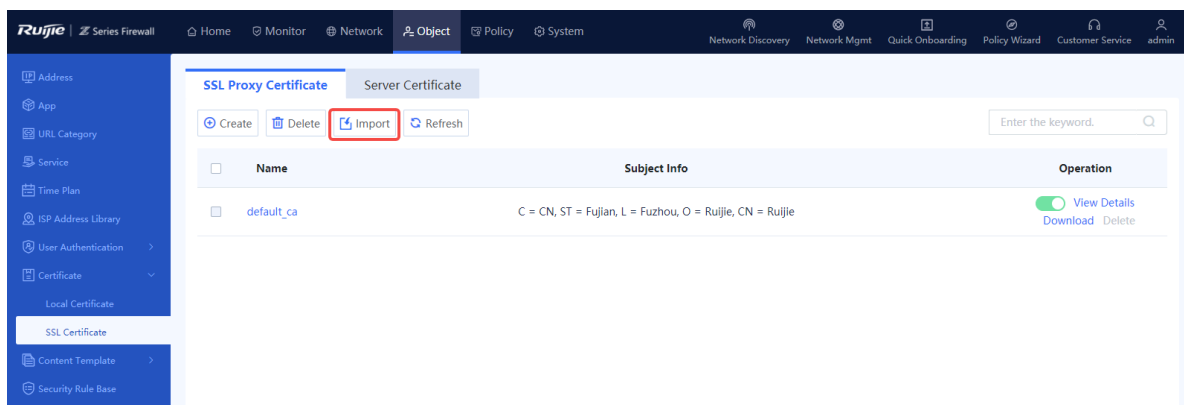 Ruijie | Z Series Firewall
Home Monitor Network Object Policy System
Network Discovery Network Mgmt Quick Onboarding Policy Wizard Customer Service admin
Address
App
URL Category
Service
Time Plan
ISP Address Library
User Authentication
Certificate
Local Certificate
SSL Certificate
Content Template
Security Rule Base
SSL Proxy Certificate Server Certificate
Create Delete Import Refresh
Enter the keyword.
Name Subject Info Operation
default_ca C = CN, ST = Fujian, L = Fuzhou, O = Ruijie, CN = Ruijie View Details
Download Delete